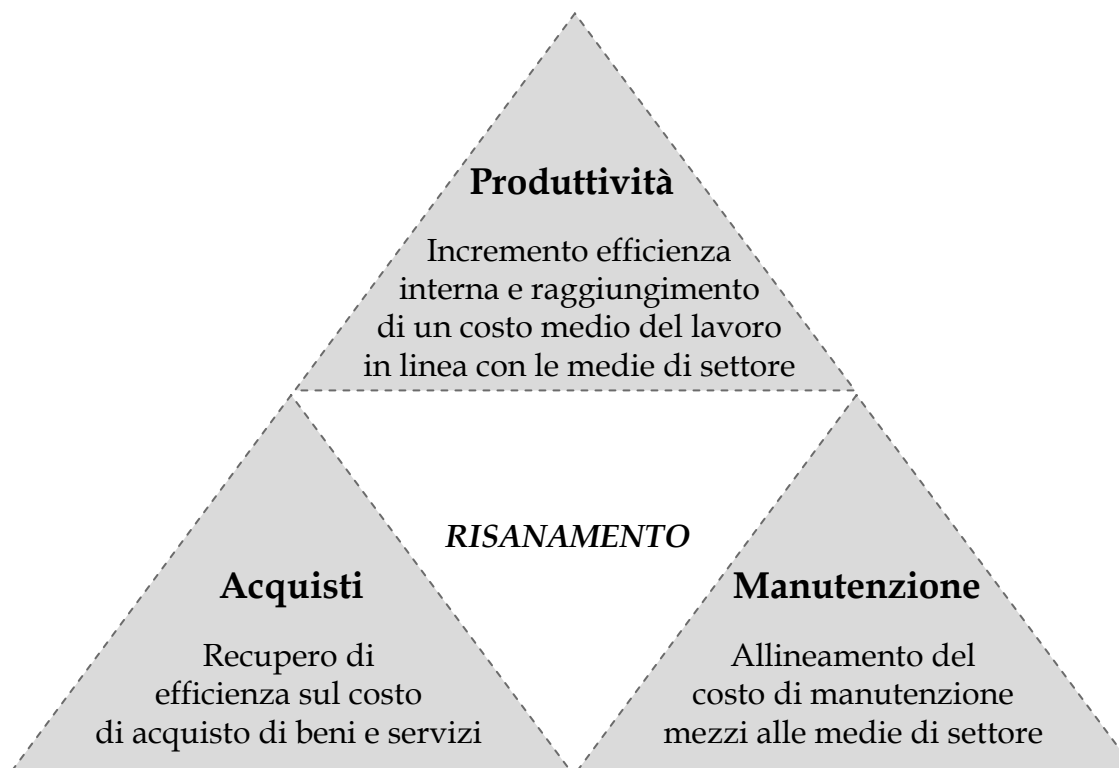 Produttività
Incremento efficienza
interna e raggiungimento
di un costo medio del lavoro
in linea con le medie di settore
RISANAMENTO
Acquisti
Recupero di
efficienza sul costo
di acquisto di beni e servizi
Manutenzione
Allineamento del
costo di manutenzione
mezzi alle medie di settore